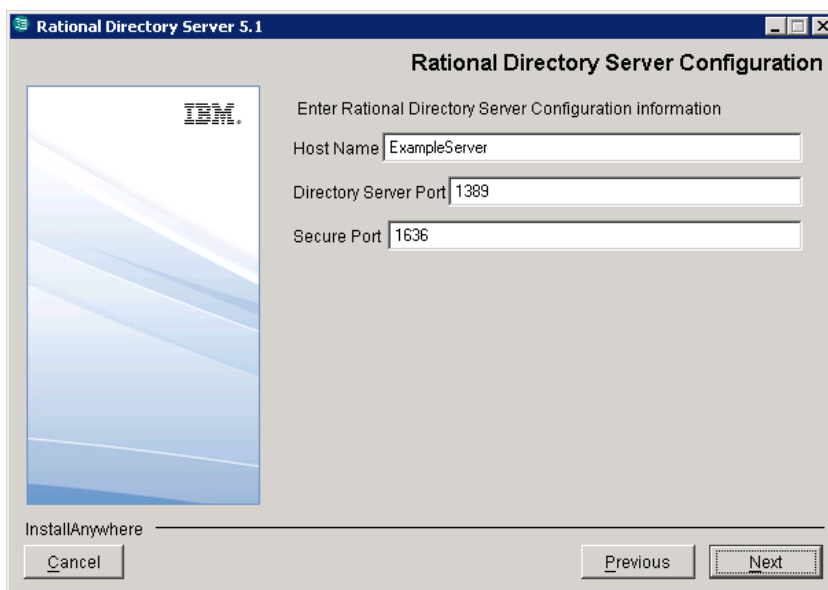 Rational Directory Server 5.1
Rational Directory Server Configuration
IBM.
Enter Rational Directory Server Configuration information
Host Name ExampleServer
Directory Server Port 1389
Secure Port 1636
InstallAnywhere
Cancel Previous Next